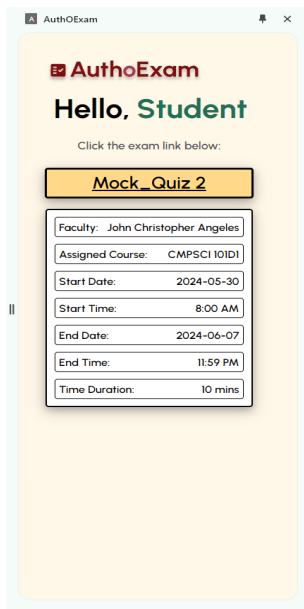 A AuthOExam
AuthoExam
Hello, Student
Click the exam link below:
Mock_Quiz 2
Faculty: John Christopher Angeles
Assigned Course: CMPSCI 101D1
Start Date: 2024-05-30
Start Time: 8:00 AM
End Date: 2024-06-07
End Time: 11:59 PM
Time Duration: 10 mins